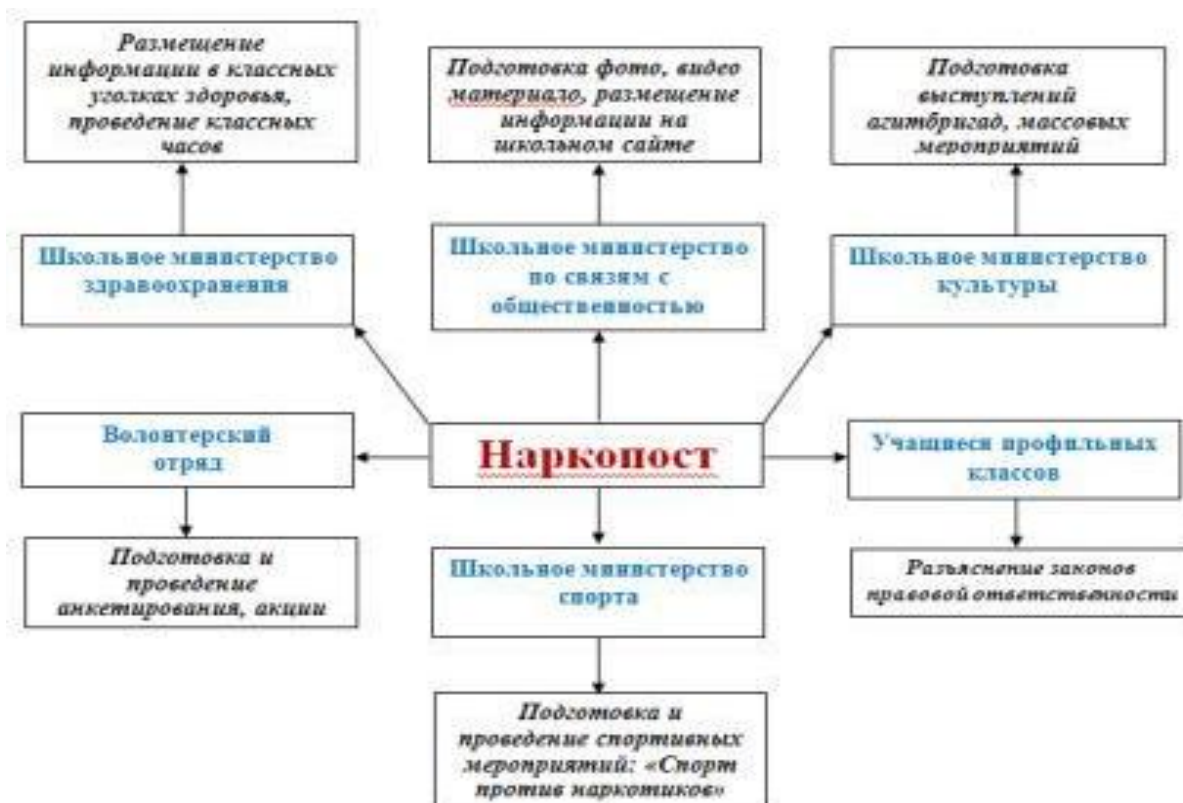 Размещение
информации в классных
уголках здоровья,
проведение классных
часов
Подготовка фото, видео
материало, размещение
информации на
школьном сайте
Подготовка
выступлений
агитбригад, массовых
мероприятий
Школьное министерство
здравоохранения
Школьное министерство
по связям с
общественностью
Школьное министерство
культуры
Волонтерский
отряд
Наркопост
Учащиеся профильных
классов
Подготовка и
проведение
анкетирования, акции
Школьное министерство
спорта
Разъяснение законов
правовой ответственности
Подготовка и
проведение спортивных
мероприятий: «Спорт
против наркотиков»